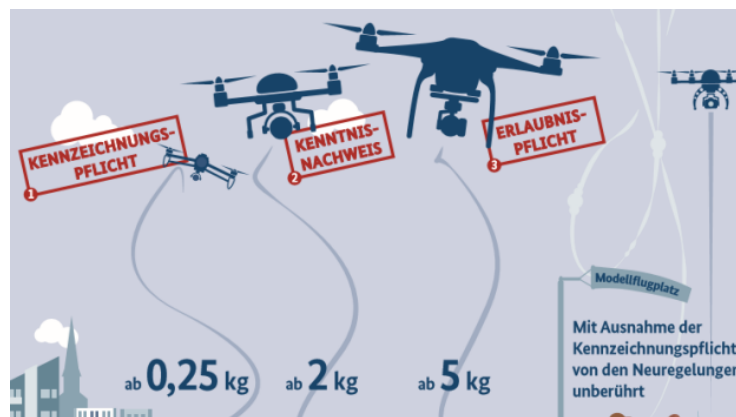 KENNZEICHNUNGS-
PFLICHT
1
KENNTNIS-
NACHWEIS
2
ERLAUBNIS-
PFLICHT
3
ab 0,25 kg
ab 2 kg
ab 5 kg
Modellflugplatz
Mit Ausnahme der
Kennzeichnungspflicht
von den Neuregelungen
unberührt